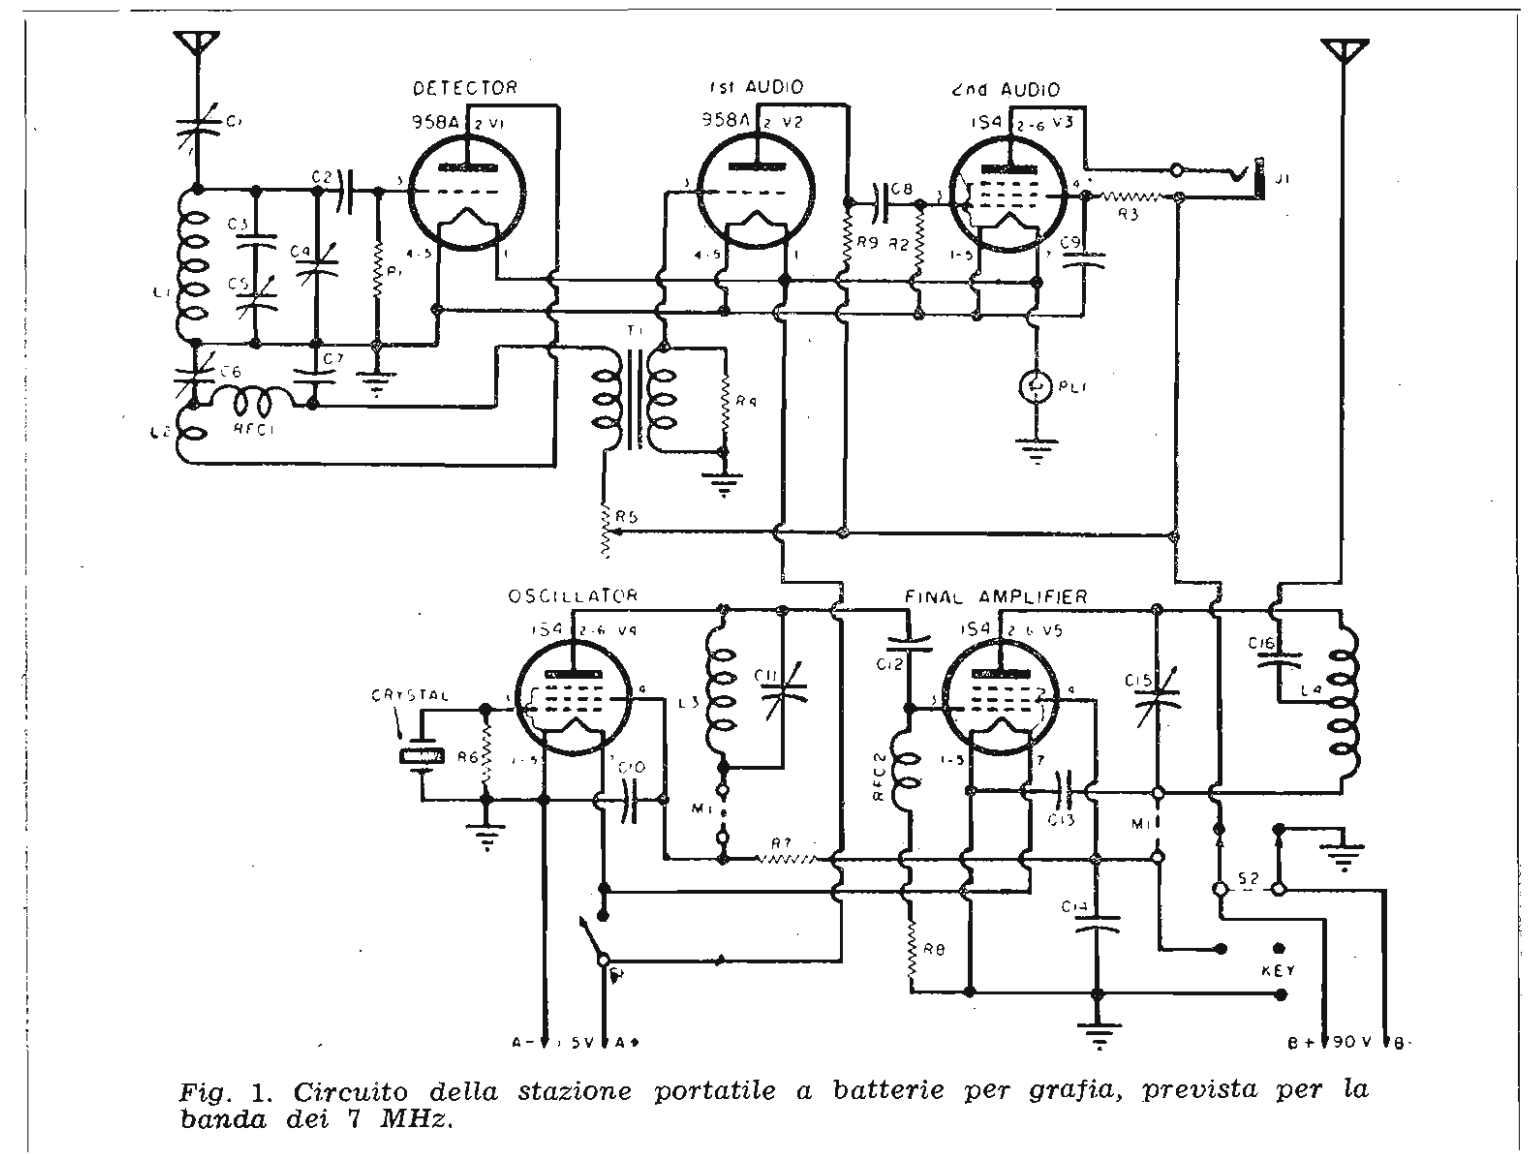 DETECTOR
1st AUDIO
2nd AUDIO
958A 2 V1
958A 2 V2
1S4 2-6 V3
C1
C2
3
3
C8
3
4
J1
C3
C4
R1
4-5
1
4-5
1
R9
R2
1-5
7
C9
R3
L1
C5
T1
C6
C7
R4
PL1
L2
RFC1
R5
OSCILLATOR
FINAL AMPLIFIER
1S4 2-6 V4
1S4 2 6 V5
CRYSTAL
3
4
L3
C11
C12
3
4
C15
C16
L4
R6
1-5
7
C10
RFC2
1-5
7
M1
C13
M1
R7
S2
C14
R8
S1
KEY
A- 1 5V A+
B+ 90 V B-
Fig. 1. Circuito della stazione portatile a batterie per grafia, prevista per la
banda dei 7 MHz.